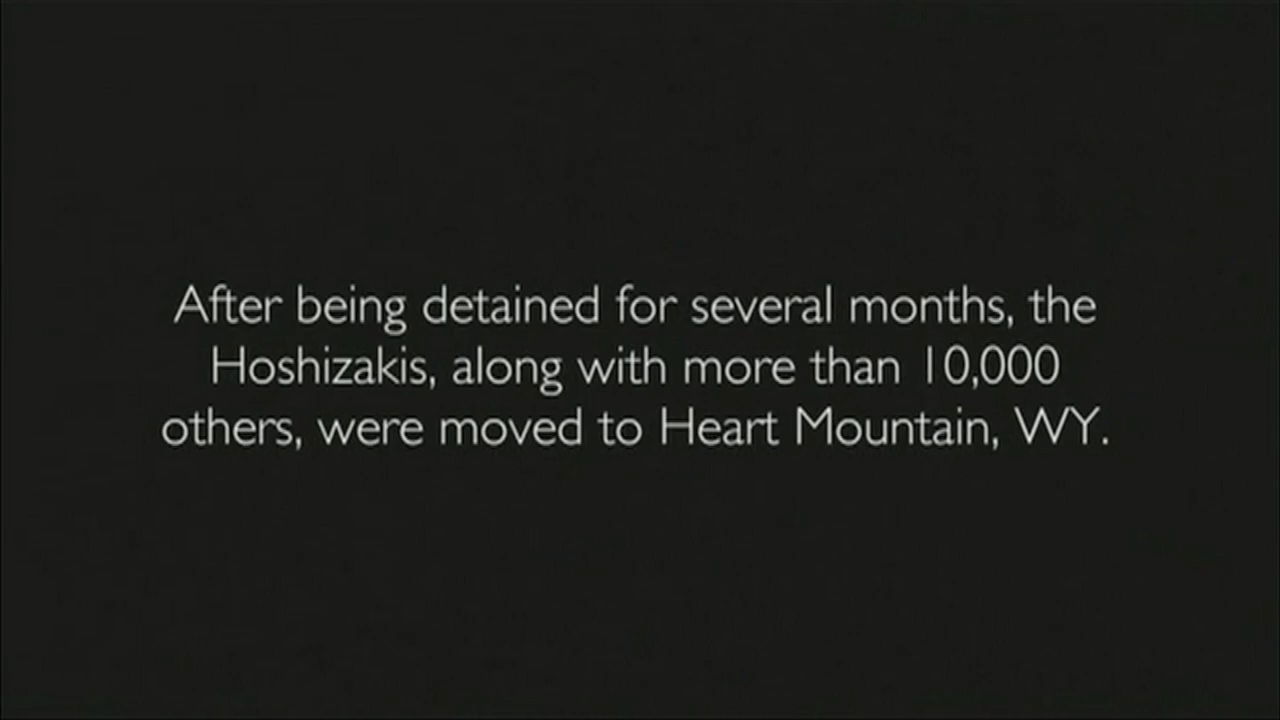 After being detained for several months, the
Hoshizakis, along with more than 10,000
others, were moved to Heart Mountain, WY.